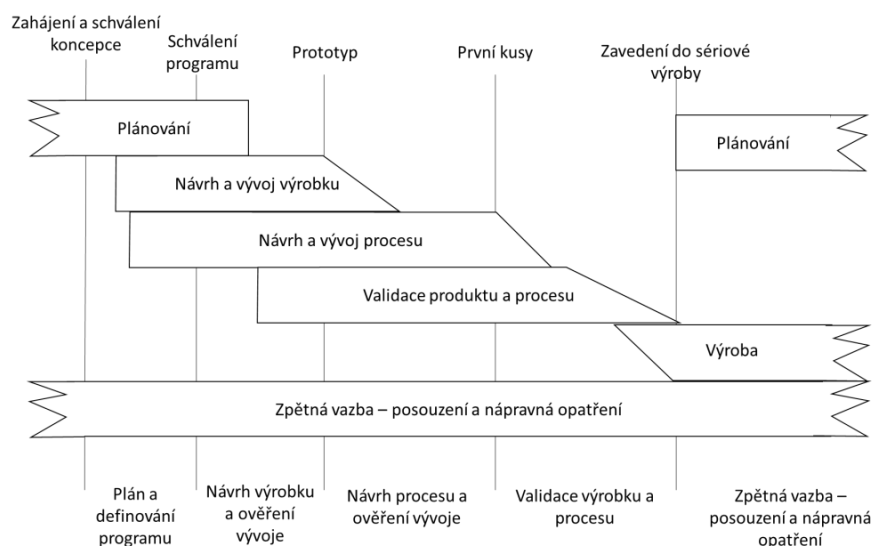 Zahájení a schválení
koncepce
Schválení
programu
Prototyp
První kusy
Zavedení do sériové
výroby
Plánování
Plánování
Návrh a vývoj výrobku
Návrh a vývoj procesu
Validace produktu a procesu
Výroba
Zpětná vazba – posouzení a nápravná opatření
Plán a
definování
programu
Návrh výrobku
a ověření
vývoje
Návrh procesu a
ověření vývoje
Validace výrobku a
procesu
Zpětná vazba –
posouzení a nápravná
opatření